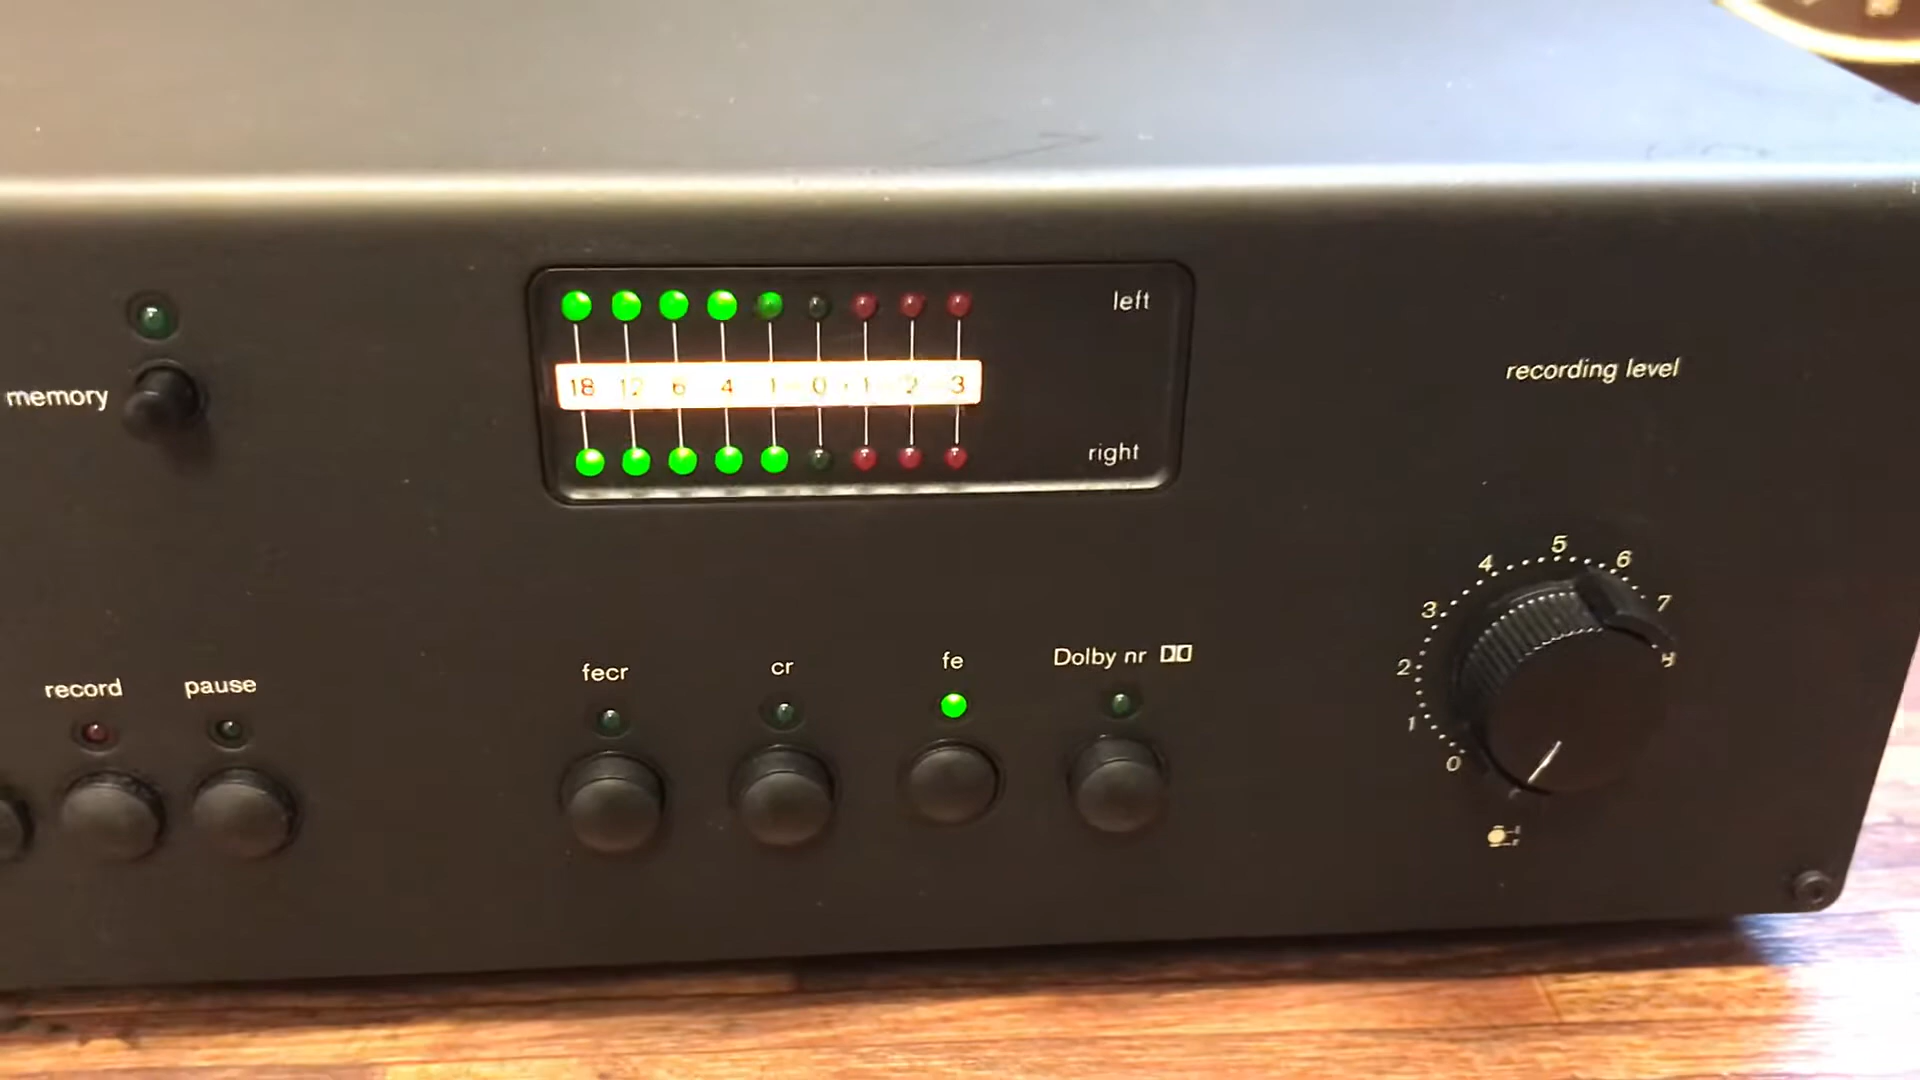 left
memory
18 12 6 4 1 0 1 2 3
recording level
right
5
4 6
3 7
2 8
1
0
fecr cr fe Dolby nr
record pause